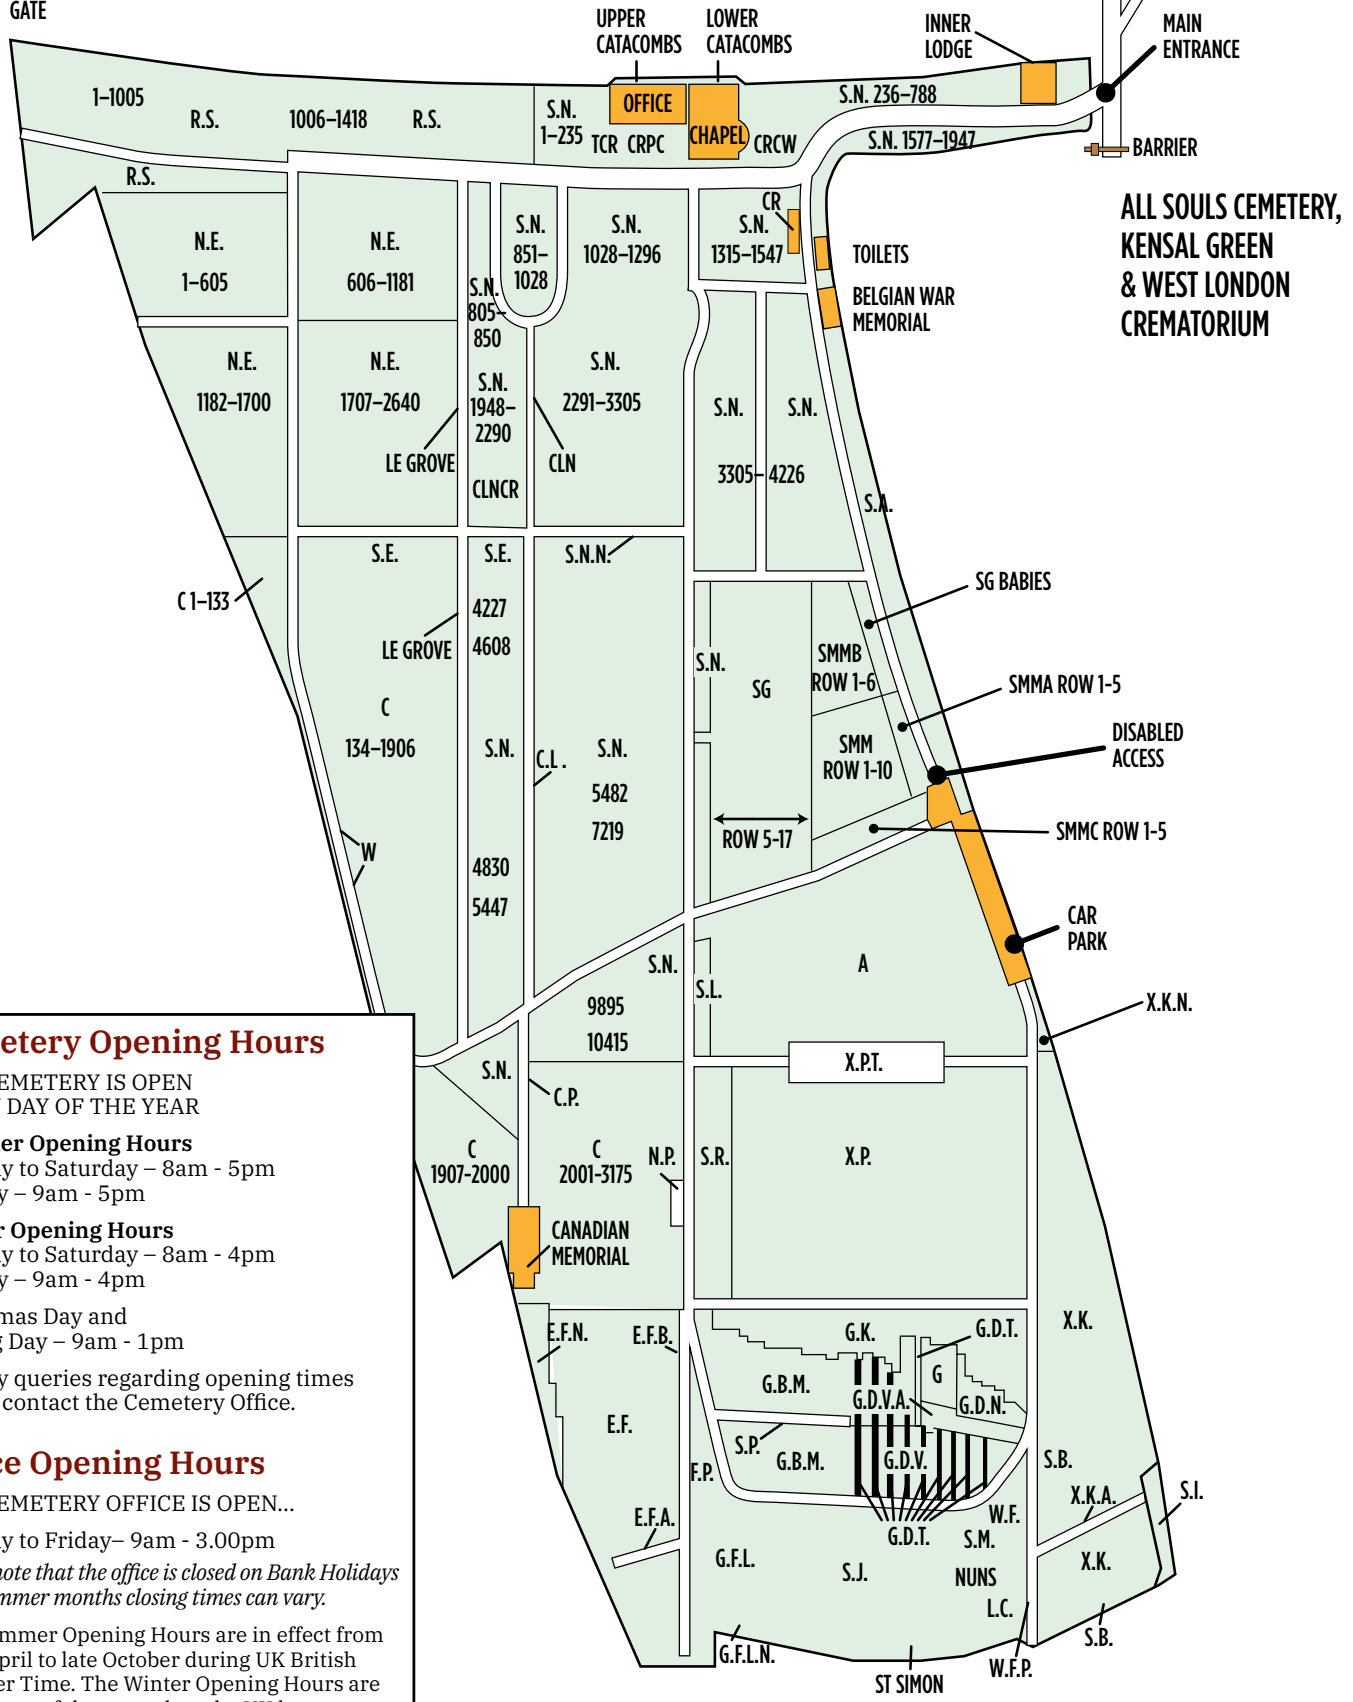 GATE
UPPER
CATACOMBS
LOWER
CATACOMBS
INNER
LODGE
MAIN
ENTRANCE
1–1005
R.S.
1006–1418
R.S.
S.N.
1–235
OFFICE
TCR CRPC
CHAPEL
CRCW
S.N. 236–788
S.N. 1577–1947
BARRIER
ALL SOULS CEMETERY,
KENSAL GREEN
& WEST LONDON
CREMATORIUM
R.S.
N.E.
1–605
N.E.
606–1181
S.N.
805–
850
S.N.
851–
1028
S.N.
1028–1296
CR
S.N.
1315–1547
TOILETS
BELGIAN WAR
MEMORIAL
N.E.
1182–1700
N.E.
1707–2640
S.N.
1948–
2290
S.N.
2291–3305
S.N.
S.N.
3305– 4226
LE GROVE
CLN
CLNCR
S.A.
S.E.
S.E.
S.N.N.
C 1–133
4227
4608
LE GROVE
SG BABIES
S.N.
SG
SMMB
ROW 1-6
SMMA ROW 1-5
C
134–1906
S.N.
C.L.
S.N.
5482
7219
SMM
ROW 1-10
DISABLED
ACCESS
ROW 5-17
SMMC ROW 1-5
W
4830
5447
CAR
PARK
S.N.
9895
10415
S.L.
A
X.K.N.
X.P.T.
S.N.
C.P.
C
1907-2000
C
2001-3175
N.P.
S.R.
X.P.
CANADIAN
MEMORIAL
E.F.N.
E.F.B.
G.K.
G.D.T.
X.K.
G.B.M.
G
G.D.V.A.
G.D.N.
E.F.
S.P.
G.B.M.
G.D.V.
S.B.
F.P.
X.K.A.
S.I.
E.F.A.
W.F.
G.D.T.
S.M.
G.F.L.
S.J.
NUNS
X.K.
L.C.
S.B.
G.F.L.N.
ST SIMON
W.F.P.
etery Opening Hours
EMETERY IS OPEN
DAY OF THE YEAR
er Opening Hours
y to Saturday – 8am - 5pm
y – 9am - 5pm
r Opening Hours
y to Saturday – 8am - 4pm
y – 9am - 4pm
mas Day and
g Day – 9am - 1pm
y queries regarding opening times
contact the Cemetery Office.
ce Opening Hours
EMETERY OFFICE IS OPEN...
y to Friday– 9am - 3.00pm
note that the office is closed on Bank Holidays
mmer months closing times can vary.
mmer Opening Hours are in effect from
pril to late October during UK British
er Time. The Winter Opening Hours are